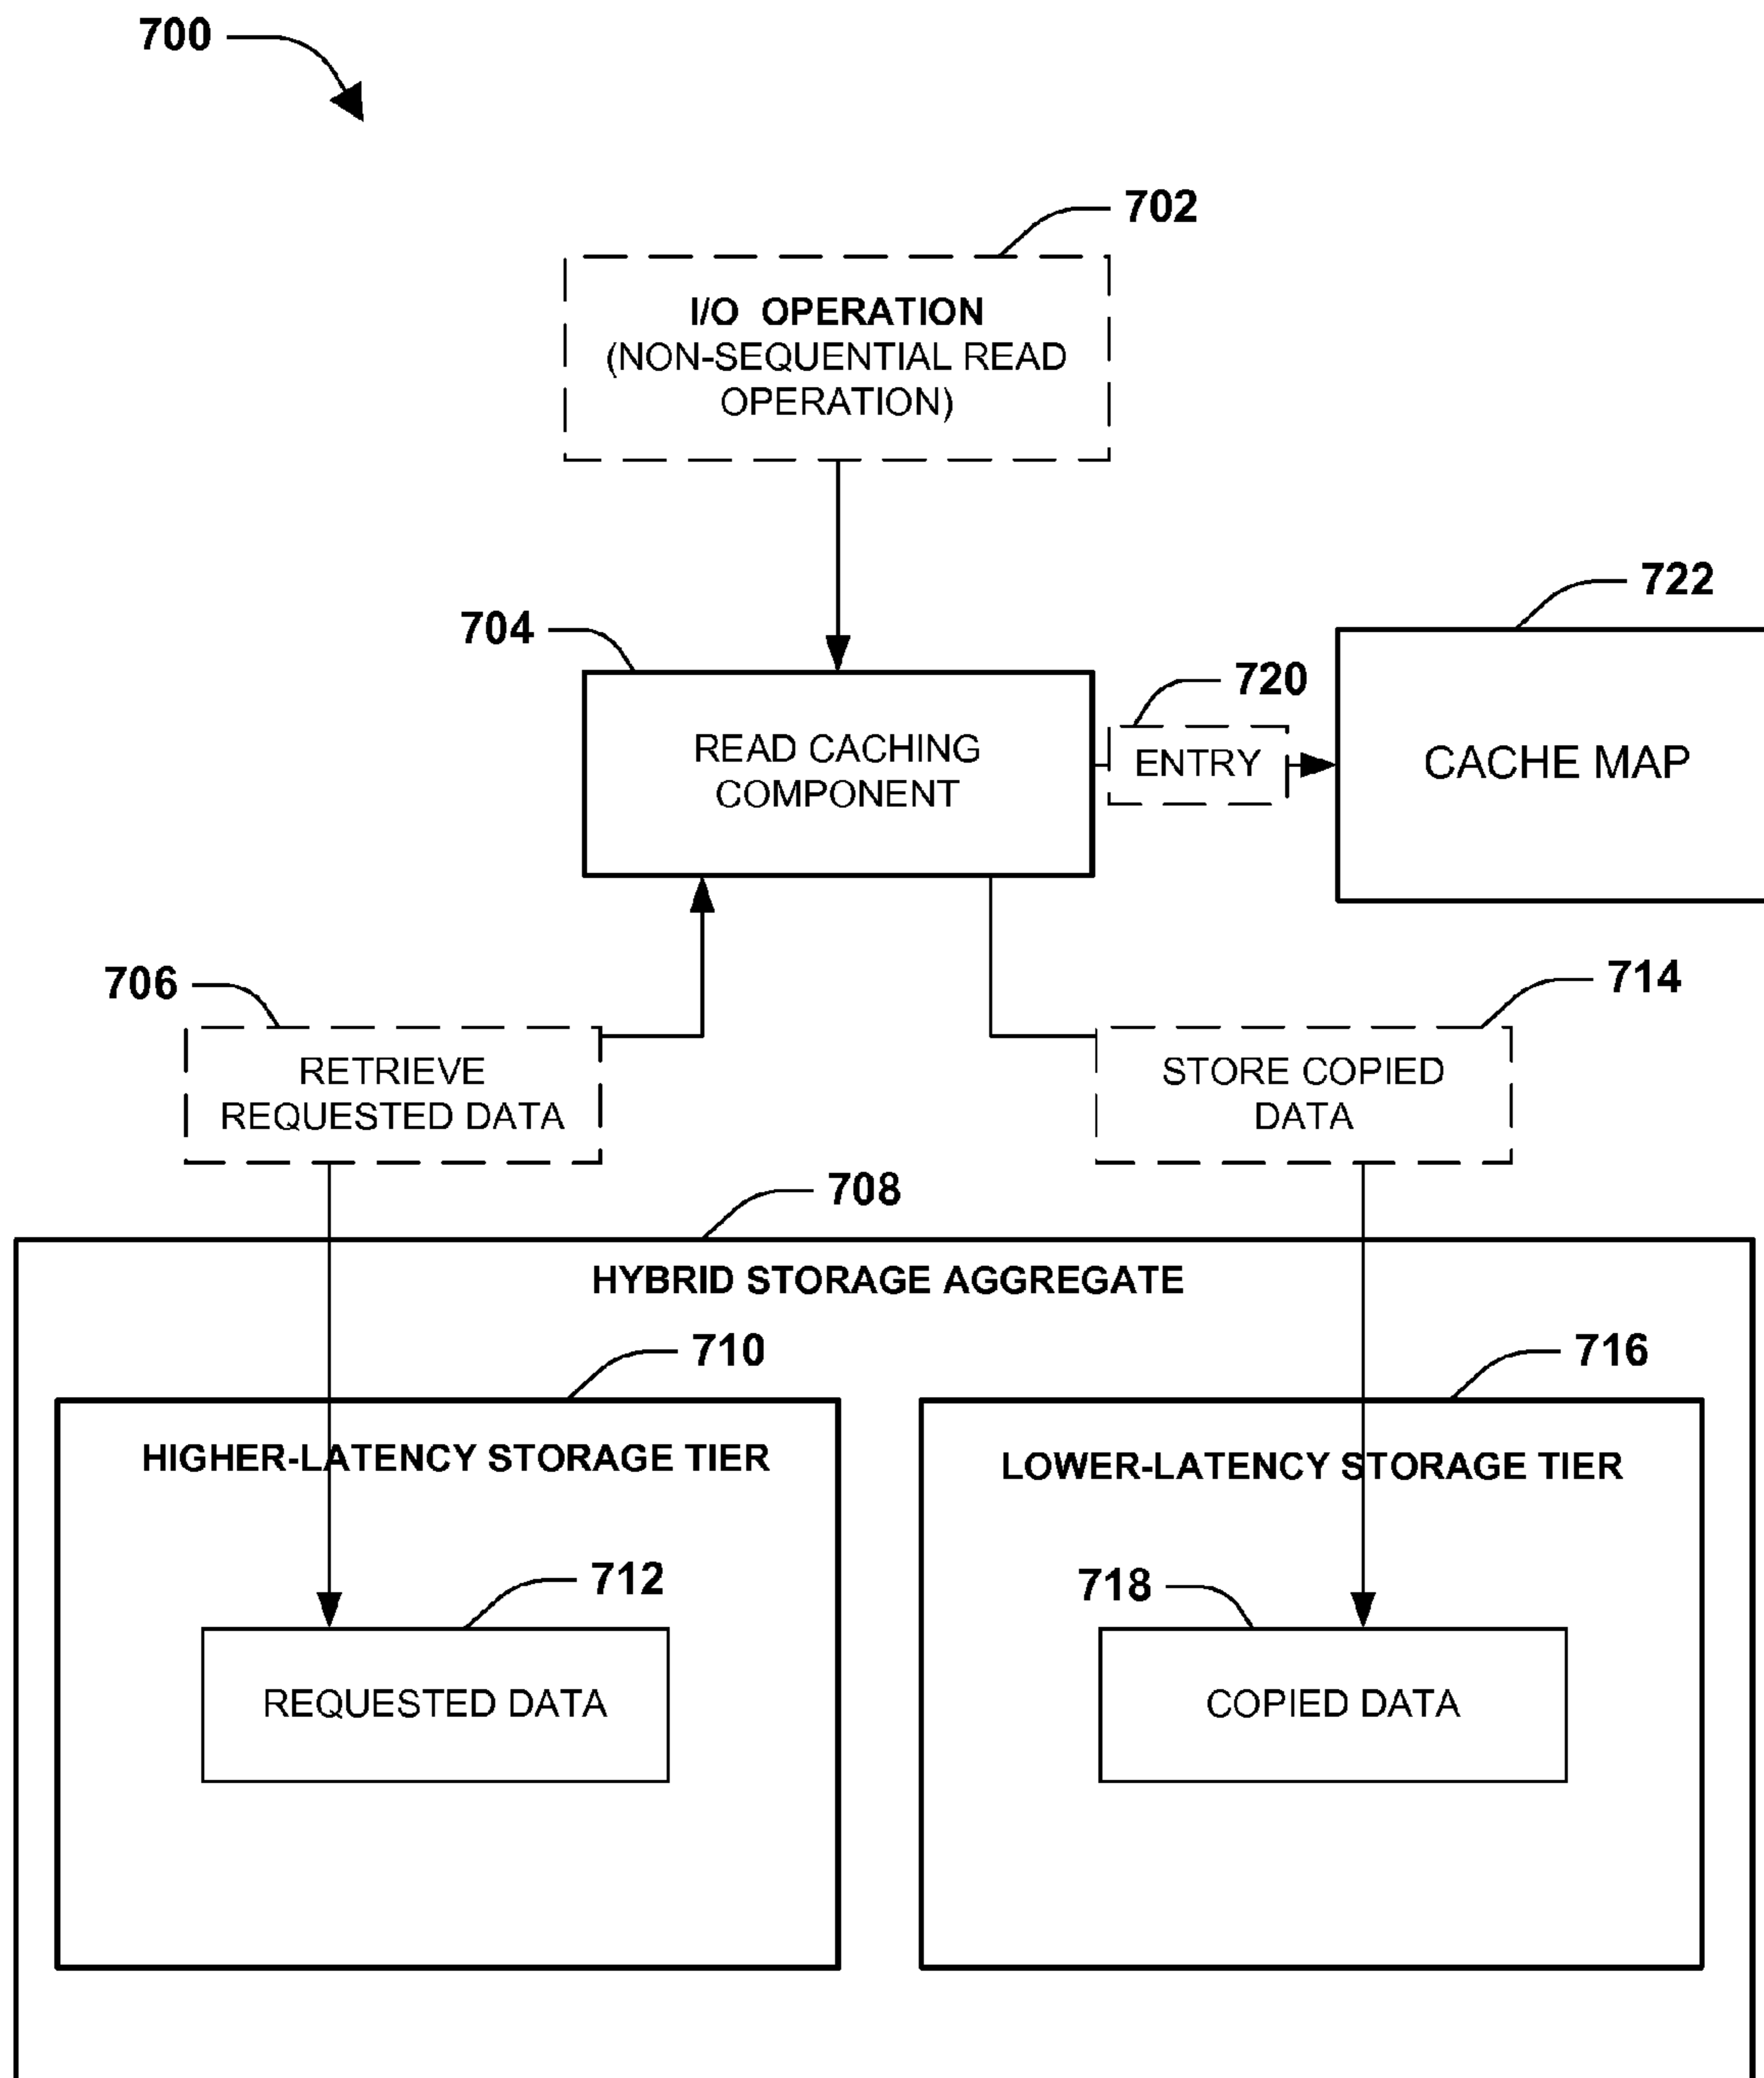 700
702
I/O OPERATION
(NON-SEQUENTIAL READ
OPERATION)
722
704
720
READ CACHING
COMPONENT
ENTRY
CACHE MAP
706
714
RETRIEVE
REQUESTED DATA
STORE COPIED
DATA
708
HYBRID STORAGE AGGREGATE
710
716
HIGHER-LATENCY STORAGE TIER
LOWER-LATENCY STORAGE TIER
712
718
REQUESTED DATA
COPIED DATA